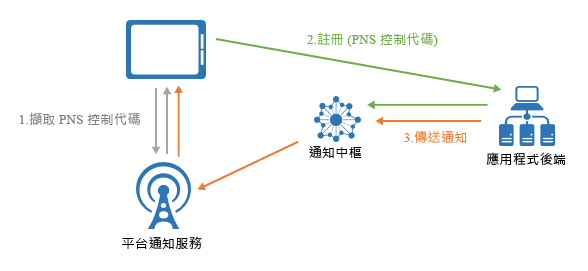 2.註冊 (PNS 控制代碼)
1.擷取 PNS 控制代碼
3.傳送通知
通知中樞
應用程式後端
平台通知服務